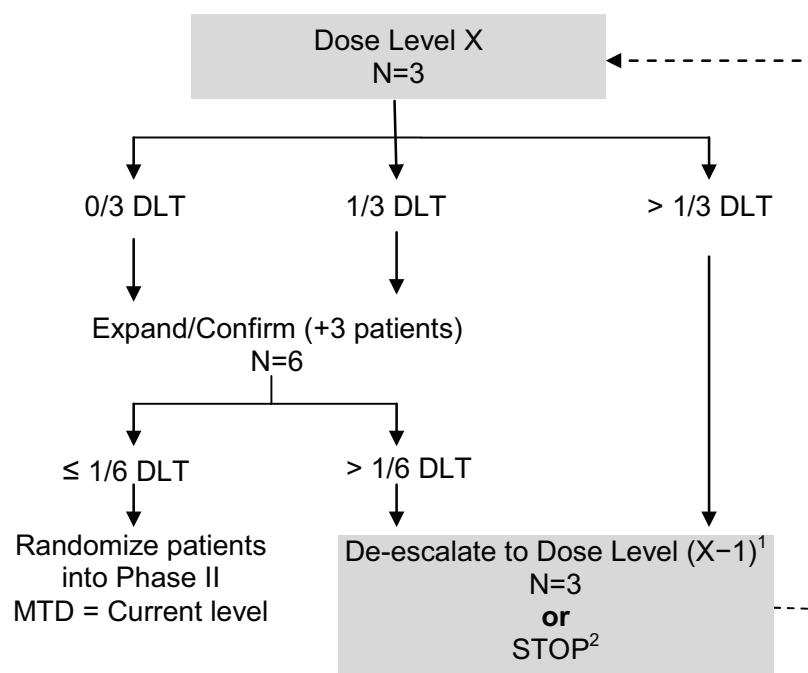 Dose Level X
N=3
0/3 DLT
1/3 DLT
> 1/3 DLT
Expand/Confirm (+3 patients)
N=6
≤ 1/6 DLT
> 1/6 DLT
Randomize patients
into Phase II
MTD = Current level
De-escalate to Dose Level (X−1)¹
N=3
or
STOP²